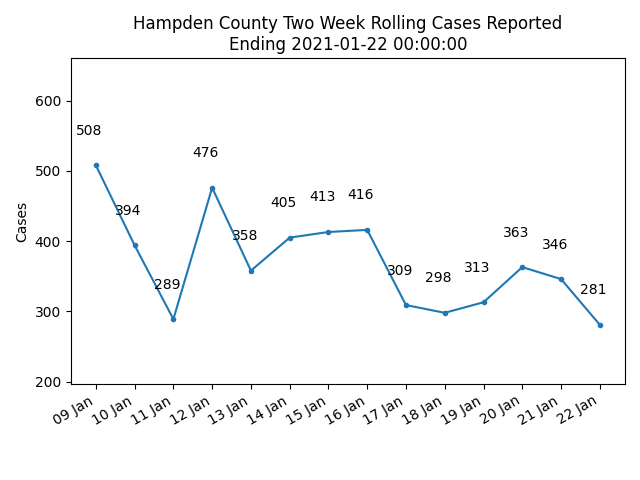 Hampden County Two Week Rolling Cases Reported
Ending 2021-01-22 00:00:00
Cases
600
500
400
300
200
508
394
289
476
358
405
413
416
309
298
313
363
346
281
09 Jan
10 Jan
11 Jan
12 Jan
13 Jan
14 Jan
15 Jan
16 Jan
17 Jan
18 Jan
19 Jan
20 Jan
21 Jan
22 Jan